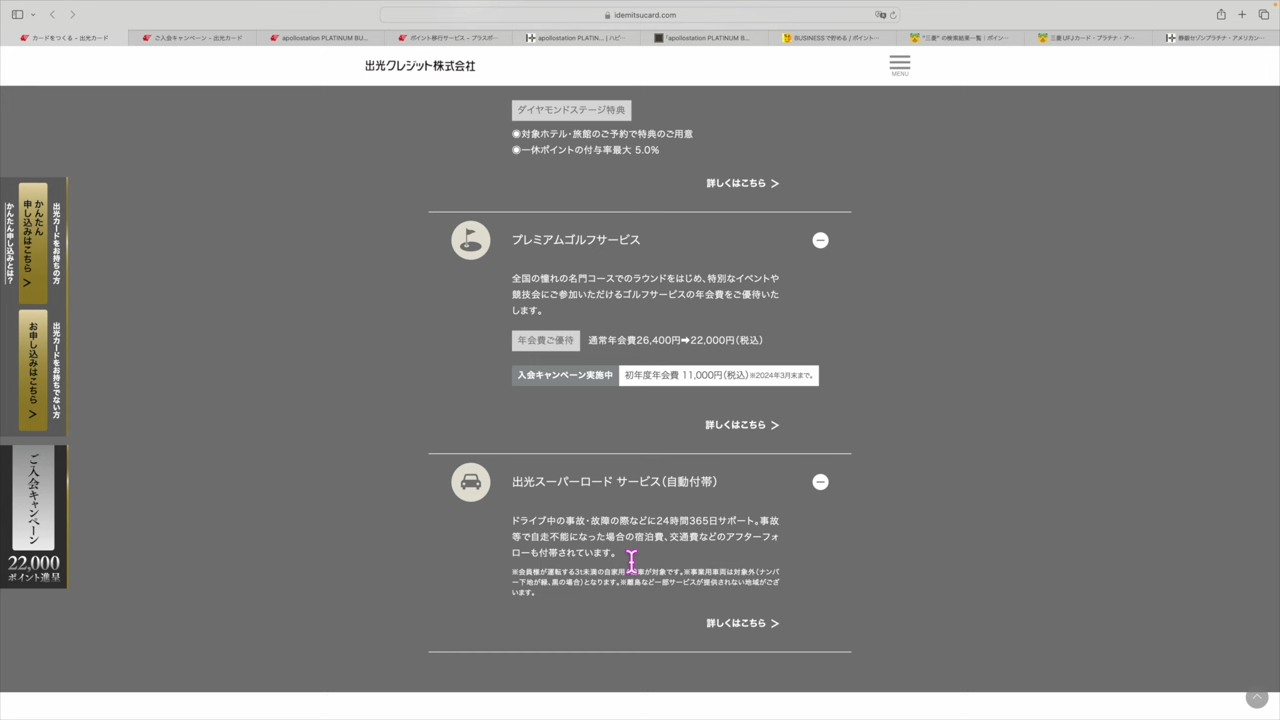 idemitsucard.com
カードをつくる – 出光カード
ご入会キャンペーン – 出光カード
apollostation PLATINUM BU...
ポイント移行サービス – プラスポ...
apollostation PLATIN... | ハピ...
「apollostation PLATINUM B...
BUSINESSで貯める / ポイント...
"三菱" の検索結果一覧｜ポイン...
三菱UFJカード・プラチナ・ア...
静銀セゾンプラチナ・アメリカン...
出光クレジット株式会社
MENU
ダイヤモンドステージ特典
◉対象ホテル・旅館のご予約で特典のご用意
◉一休ポイントの付与率最大 5.0%
詳しくはこちら
プレミアムゴルフサービス
全国の憧れの名門コースでのラウンドをはじめ、特別なイベントや
競技会にご参加いただけるゴルフサービスの年会費をご優待いた
します。
年会費ご優待 通常年会費26,400円➡22,000円（税込）
入会キャンペーン実施中 初年度年会費 11,000円（税込）※2024年3月末まで。
詳しくはこちら
出光スーパーロード サービス（自動付帯）
ドライブ中の事故・故障の際などに24時間365日サポート。事故
等で自走不能になった場合の宿泊費、交通費などのアフターフォ
ローも付帯されています。
※会員様が運転する3t未満の自家用車が対象です。※事業用車両は対象外（ナンバ
ー下地が緑、黒の場合）となります。※離島など一部サービスが提供されない地域がござ
います。
詳しくはこちら
出光カードをお持ちの方
かんたん
申し込みはこちら
かんたん申し込みとは？
出光カードをお持ちでない方
お申し込みはこちら
ご入会キャンペーン
22,000
ポイント進呈